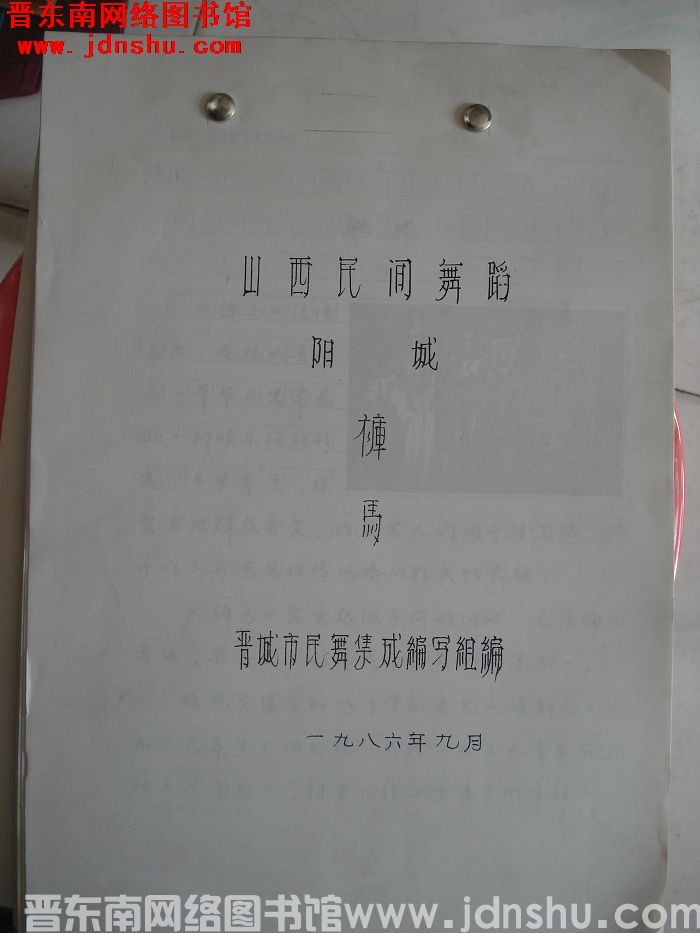 晋东南网络图书馆
www.jdnshu.com
山西民间舞蹈
阳城
裤
馬
晋城市民舞集成编写组编
一九八六年九月
晋东南网络图书馆www.jdnshu.com